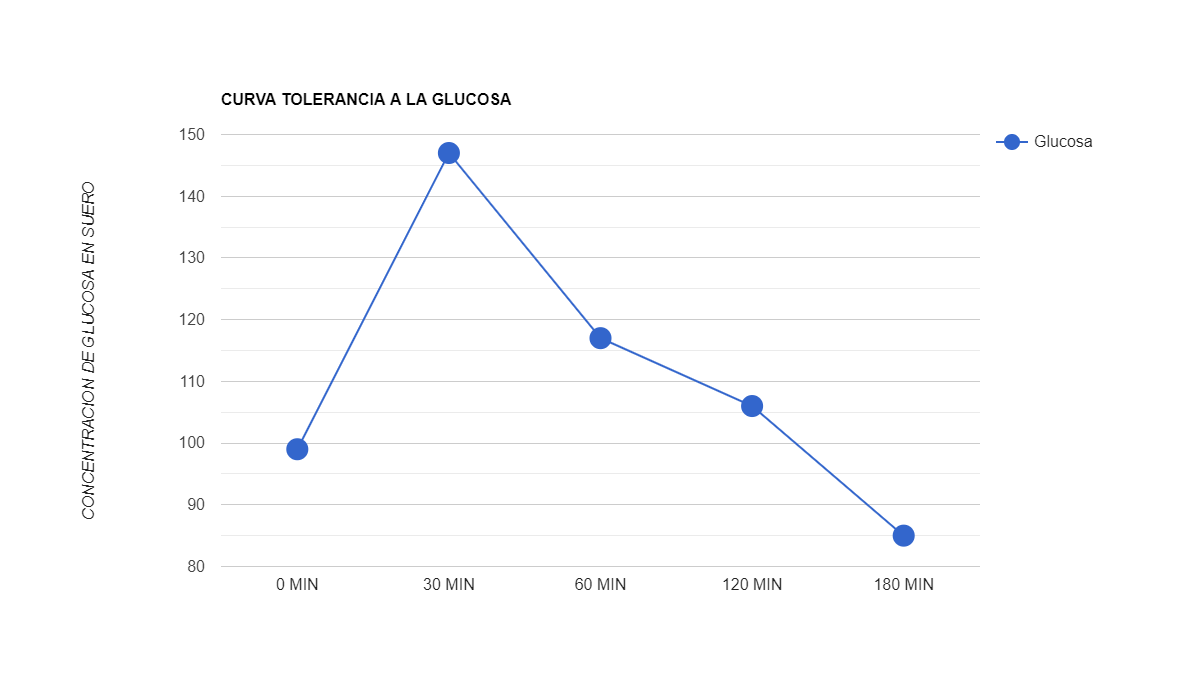 CURVA TOLERANCIA A LA GLUCOSA
CONCENTRACION DE GLUCOSA EN SUERO
150
140
130
120
110
100
90
80
0 MIN
30 MIN
60 MIN
120 MIN
180 MIN
Glucosa